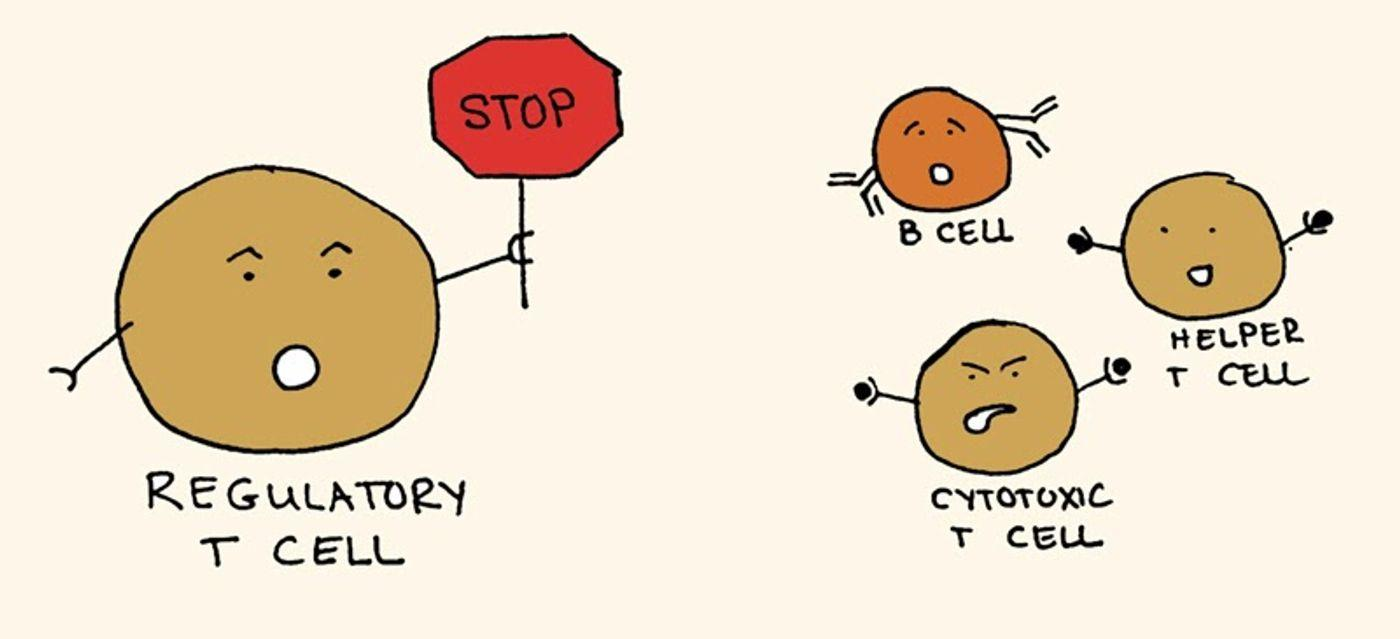 STOP
REGULATORY
T CELL
B CELL
HELPER
T CELL
CYTOTOXIC
T CELL